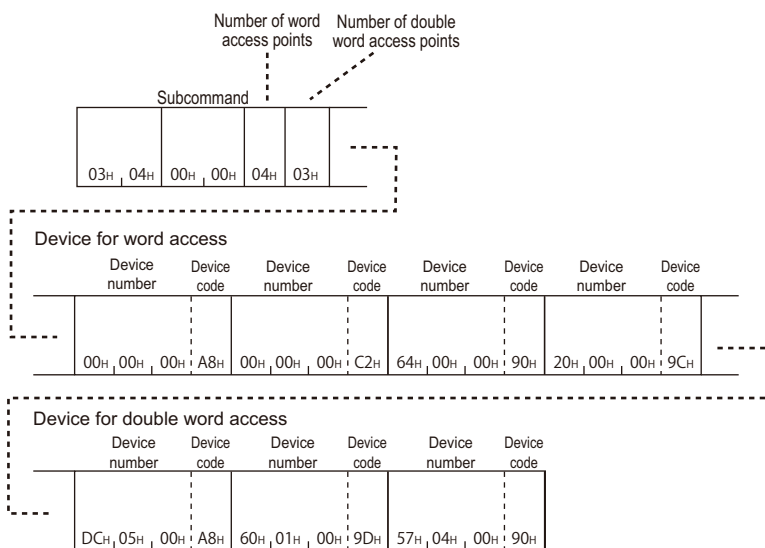 Number of word access points
Number of double word access points
Subcommand
03H 04H 00H 00H 04H 03H
Device for word access
Device number Device code Device number Device code Device number Device code Device number Device code
00H 00H 00H A8H 00H 00H 00H C2H 64H 00H 00H 90H 20H 00H 00H 9CH
Device for double word access
Device number Device code Device number Device code Device number Device code
DCH 05H 00H A8H 60H 01H 00H 9DH 57H 04H 00H 90H